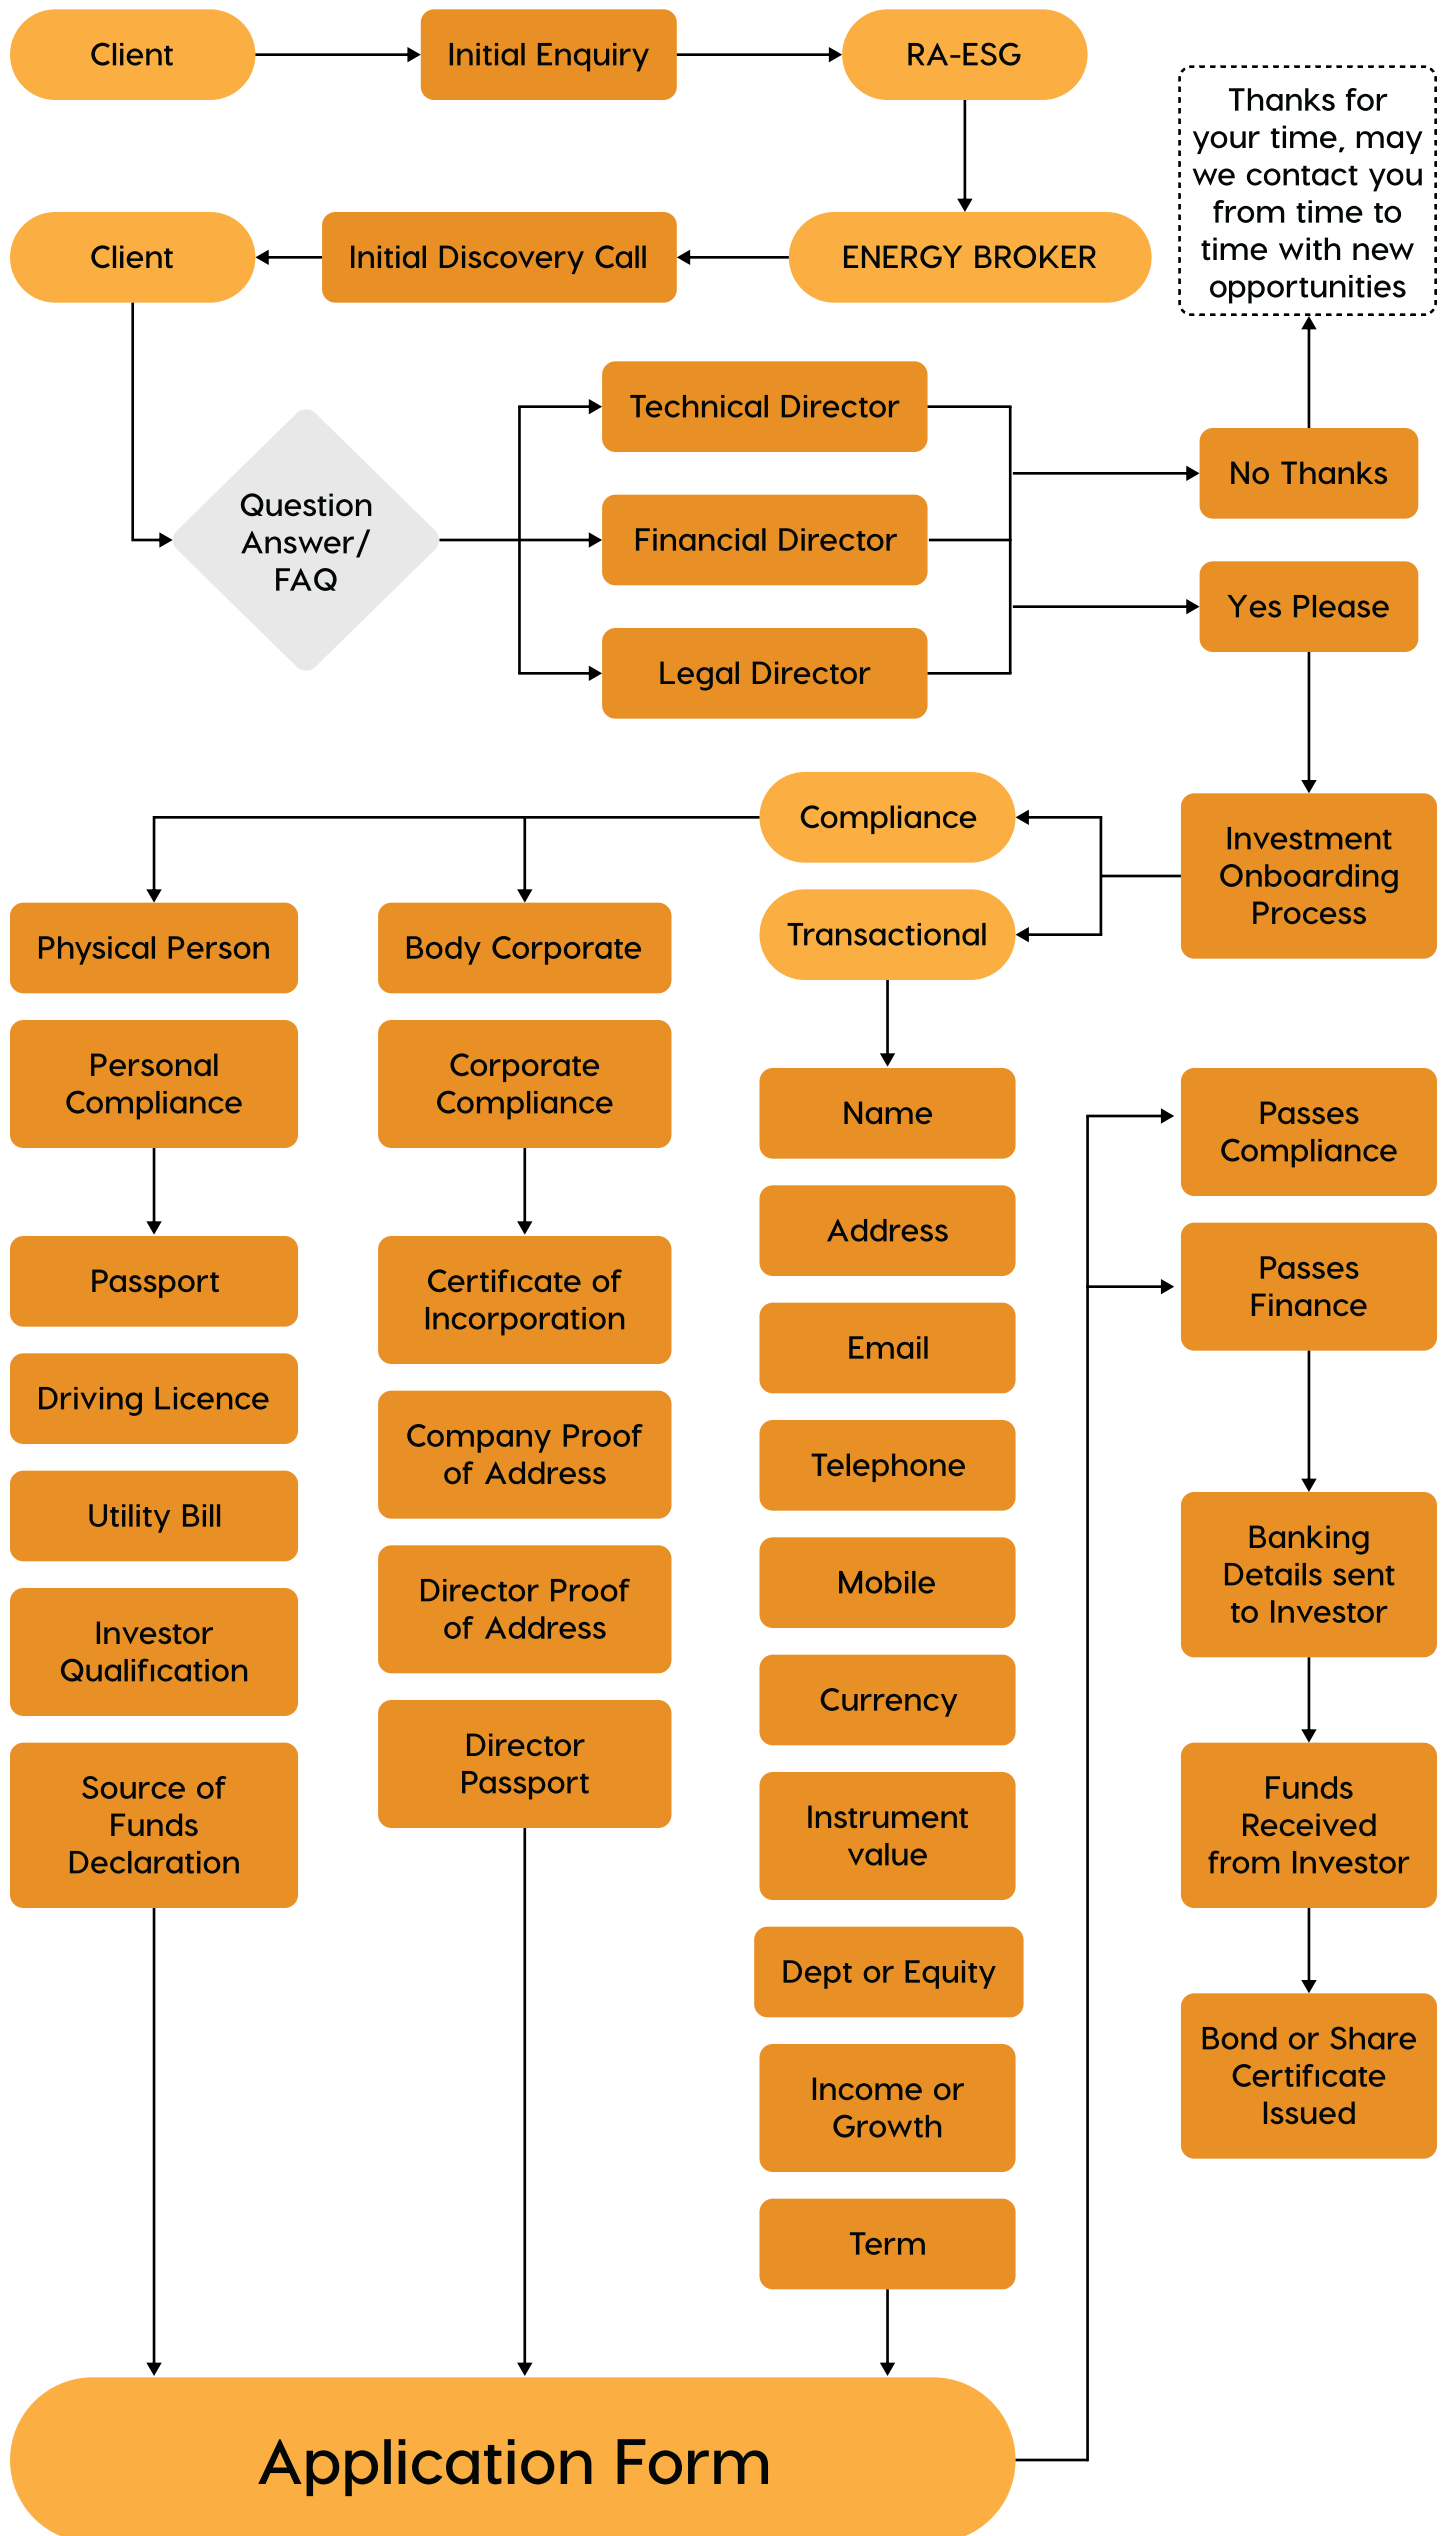 Client
Initial Enquiry
RA-ESG
Thanks for
your time, may
we contact you
from time to
time with new
opportunities
Client
Initial Discovery Call
ENERGY BROKER
Question
Answer/
FAQ
Technical Director
Financial Director
Legal Director
No Thanks
Yes Please
Investment
Onboarding
Process
Compliance
Transactional
Physical Person
Personal
Compliance
Passport
Driving Licence
Utility Bill
Investor
Qualification
Source of
Funds
Declaration
Body Corporate
Corporate
Compliance
Certificate of
Incorporation
Company Proof
of Address
Director Proof
of Address
Director
Passport
Name
Address
Email
Telephone
Mobile
Currency
Instrument
value
Dept or Equity
Income or
Growth
Term
Application Form
Passes
Compliance
Passes
Finance
Banking
Details sent
to Investor
Funds
Received
from Investor
Bond or Share
Certificate
Issued